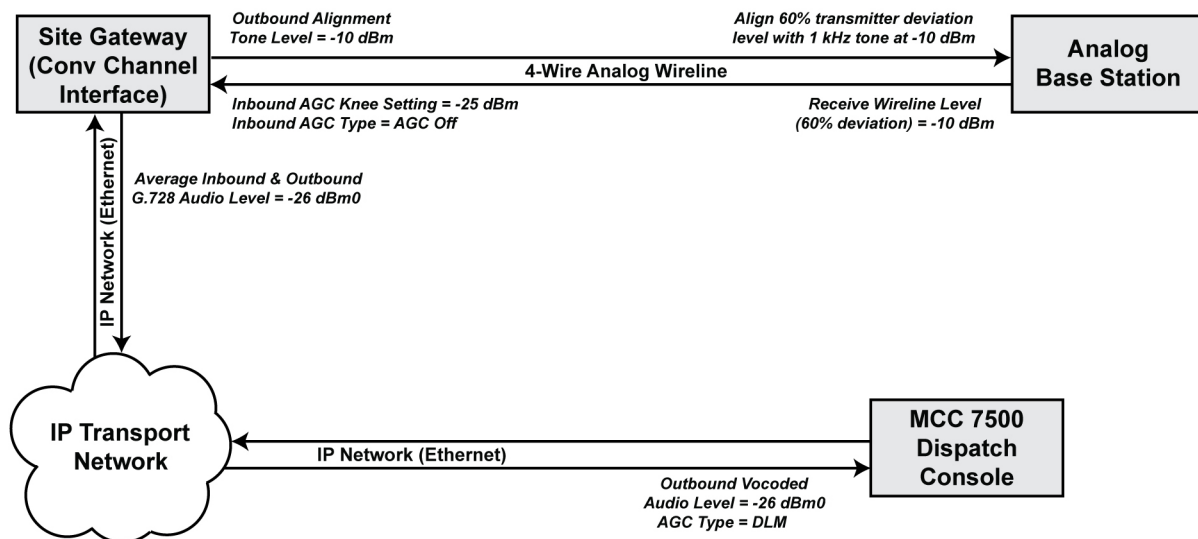 Site Gateway
(Conv Channel
Interface)
Outbound Alignment
Tone Level = -10 dBm
Align 60% transmitter deviation
level with 1 kHz tone at -10 dBm
Analog
Base Station
4-Wire Analog Wireline
Inbound AGC Knee Setting = -25 dBm
Inbound AGC Type = AGC Off
Receive Wireline Level
(60% deviation) = -10 dBm
IP Network (Ethernet)
Average Inbound & Outbound
G.728 Audio Level = -26 dBm0
IP Transport
Network
IP Network (Ethernet)
MCC 7500
Dispatch
Console
Outbound Vocoded
Audio Level = -26 dBm0
AGC Type = DLM